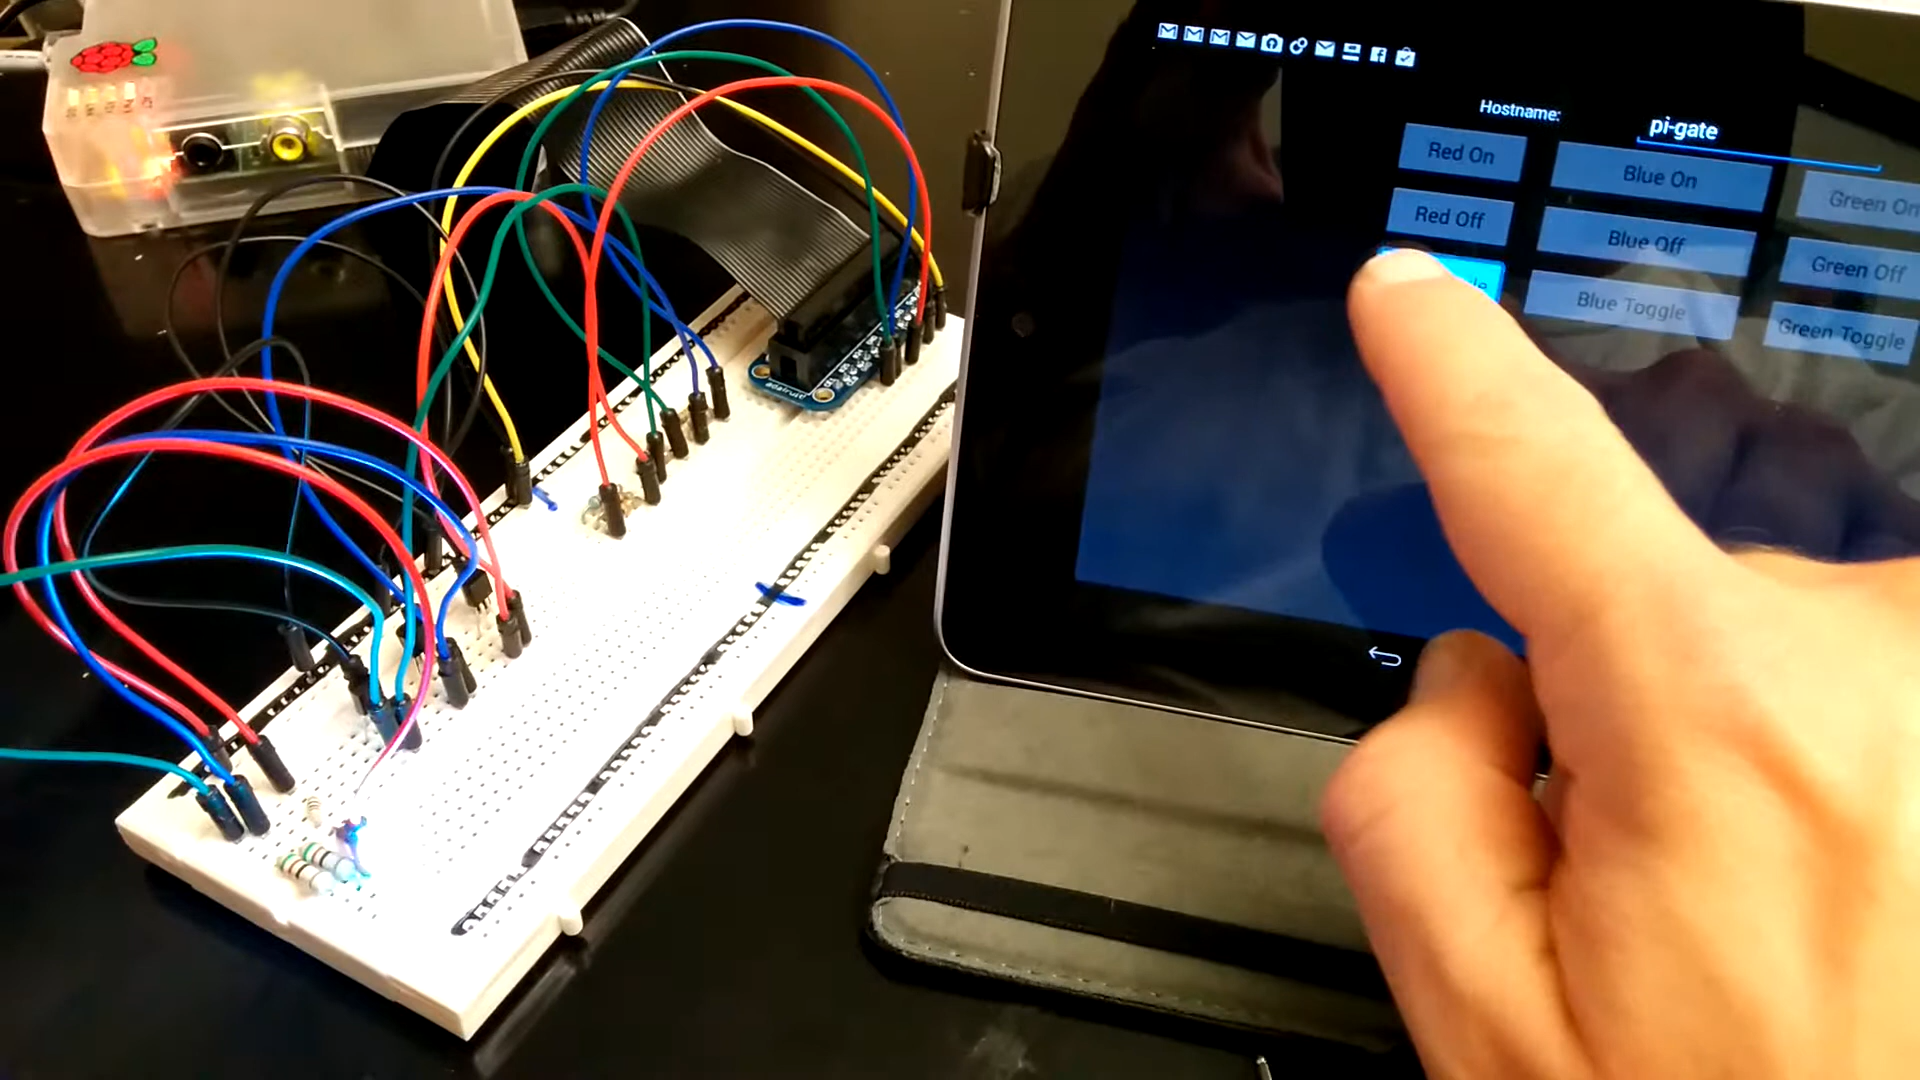 Hostname: pi-gate
Red On Blue On Green On
Red Off Blue Off Green Off
Blue Toggle Green Toggle
adafruit